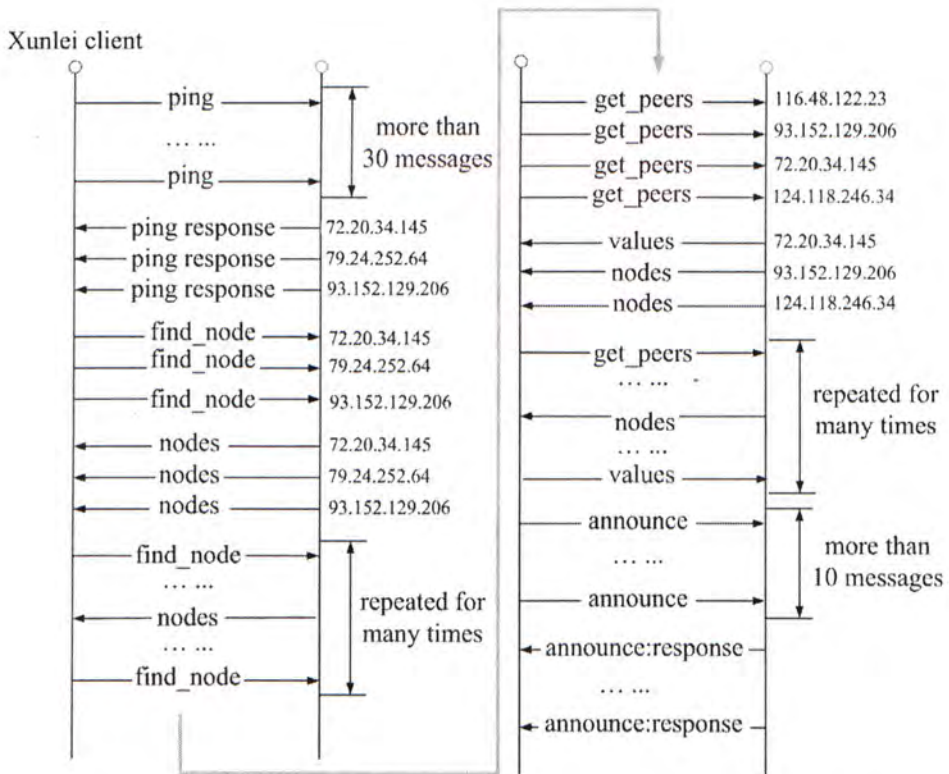 Xunlei client
ping
... ...
ping
more than
30 messages
ping response 72.20.34.145
ping response 79.24.252.64
ping response 93.152.129.206
find_node 72.20.34.145
find_node 79.24.252.64
find_node 93.152.129.206
nodes 72.20.34.145
nodes 79.24.252.64
nodes 93.152.129.206
find_node
... ...
nodes
... ...
find_node
repeated for
many times
get_peers 116.48.122.23
get_peers 93.152.129.206
get_peers 72.20.34.145
get_peers 124.118.246.34
values 72.20.34.145
nodes 93.152.129.206
nodes 124.118.246.34
get_peers
... ...
nodes
... ...
values
repeated for
many times
announce
... ...
announce
more than
10 messages
announce:response
... ...
announce:response